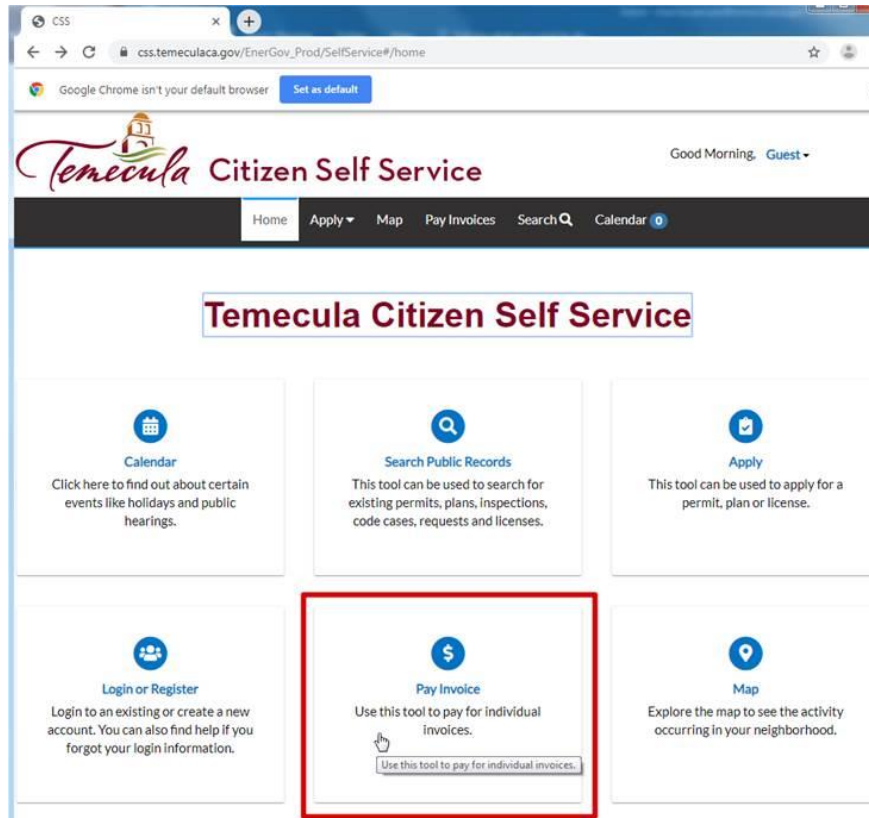 CSS
css.temeculaca.gov/EnerGov_Prod/SelfService#/home
Google Chrome isn't your default browser Set as default
Temecula Citizen Self Service
Good Morning, Guest
Home Apply Map Pay Invoices Search Calendar 0
Temecula Citizen Self Service
Calendar
Click here to find out about certain
events like holidays and public
hearings.
Search Public Records
This tool can be used to search for
existing permits, plans, inspections,
code cases, requests and licenses.
Apply
This tool can be used to apply for a
permit, plan or license.
Login or Register
Login to an existing or create a new
account. You can also find help if you
forgot your login information.
Pay Invoice
Use this tool to pay for individual
invoices.
Use this tool to pay for individual invoices.
Map
Explore the map to see the activity
occurring in your neighborhood.